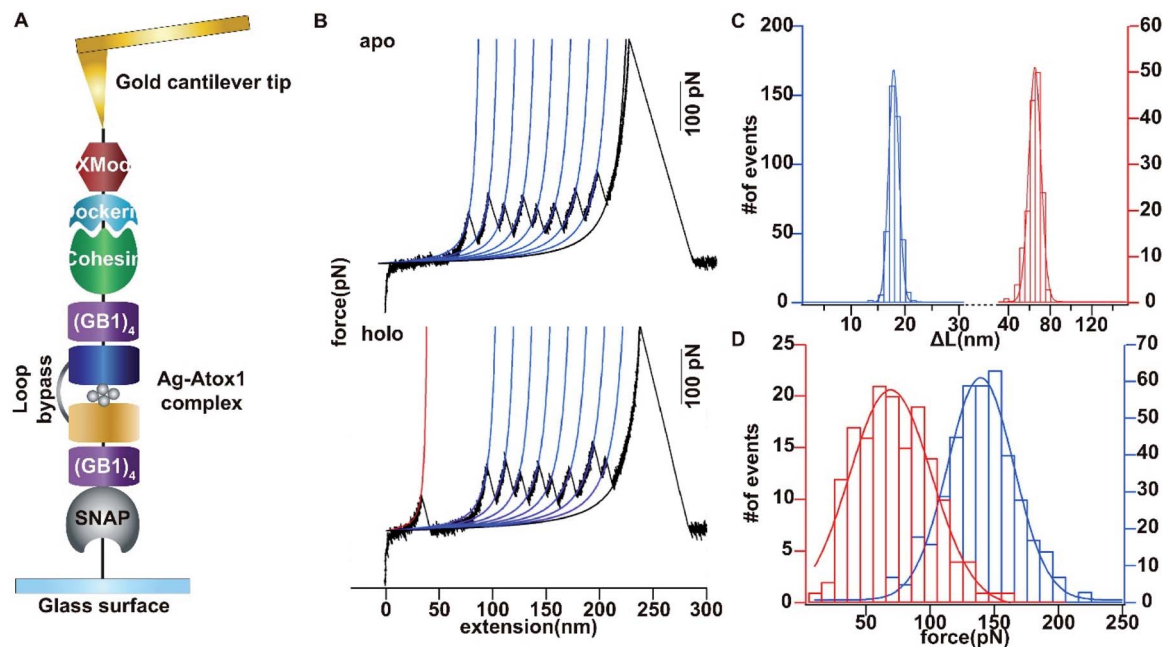 A
Gold cantilever tip
XMod
Dockerin
Cohesin
(GB1)4
Loop bypass
Ag-Atox1
complex
(GB1)4
SNAP
Glass surface
B
apo
100 pN
force(pN)
holo
100 pN
0 50 100 150 200 250 300
extension(nm)
C
200
150
100
50
0
#of events
60
50
40
30
20
10
0
10 20 30 40 80 120
ΔL(nm)
D
25
20
15
10
5
0
#of events
70
60
50
40
30
20
10
0
50 100 150 200 250
force(pN)